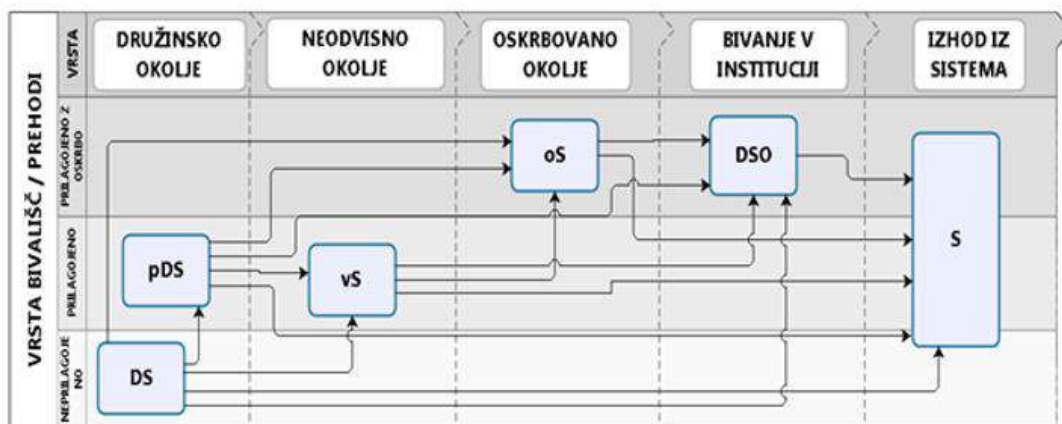 VRSTA BIVALIŠČ / PREHODI
VRSTA
DRUŽINSKO
OKOLJE
NEODVISNO
OKOLJE
OSKRBOVANO
OKOLJE
BIVANJE V
INSTITUCIJI
IZHOD IZ
SISTEMA
PRILAGOJENO Z
OSKRBO
oS
DSO
S
PRILAGOJENO
pDS
vS
NEPRILAGOJE
NO
DS